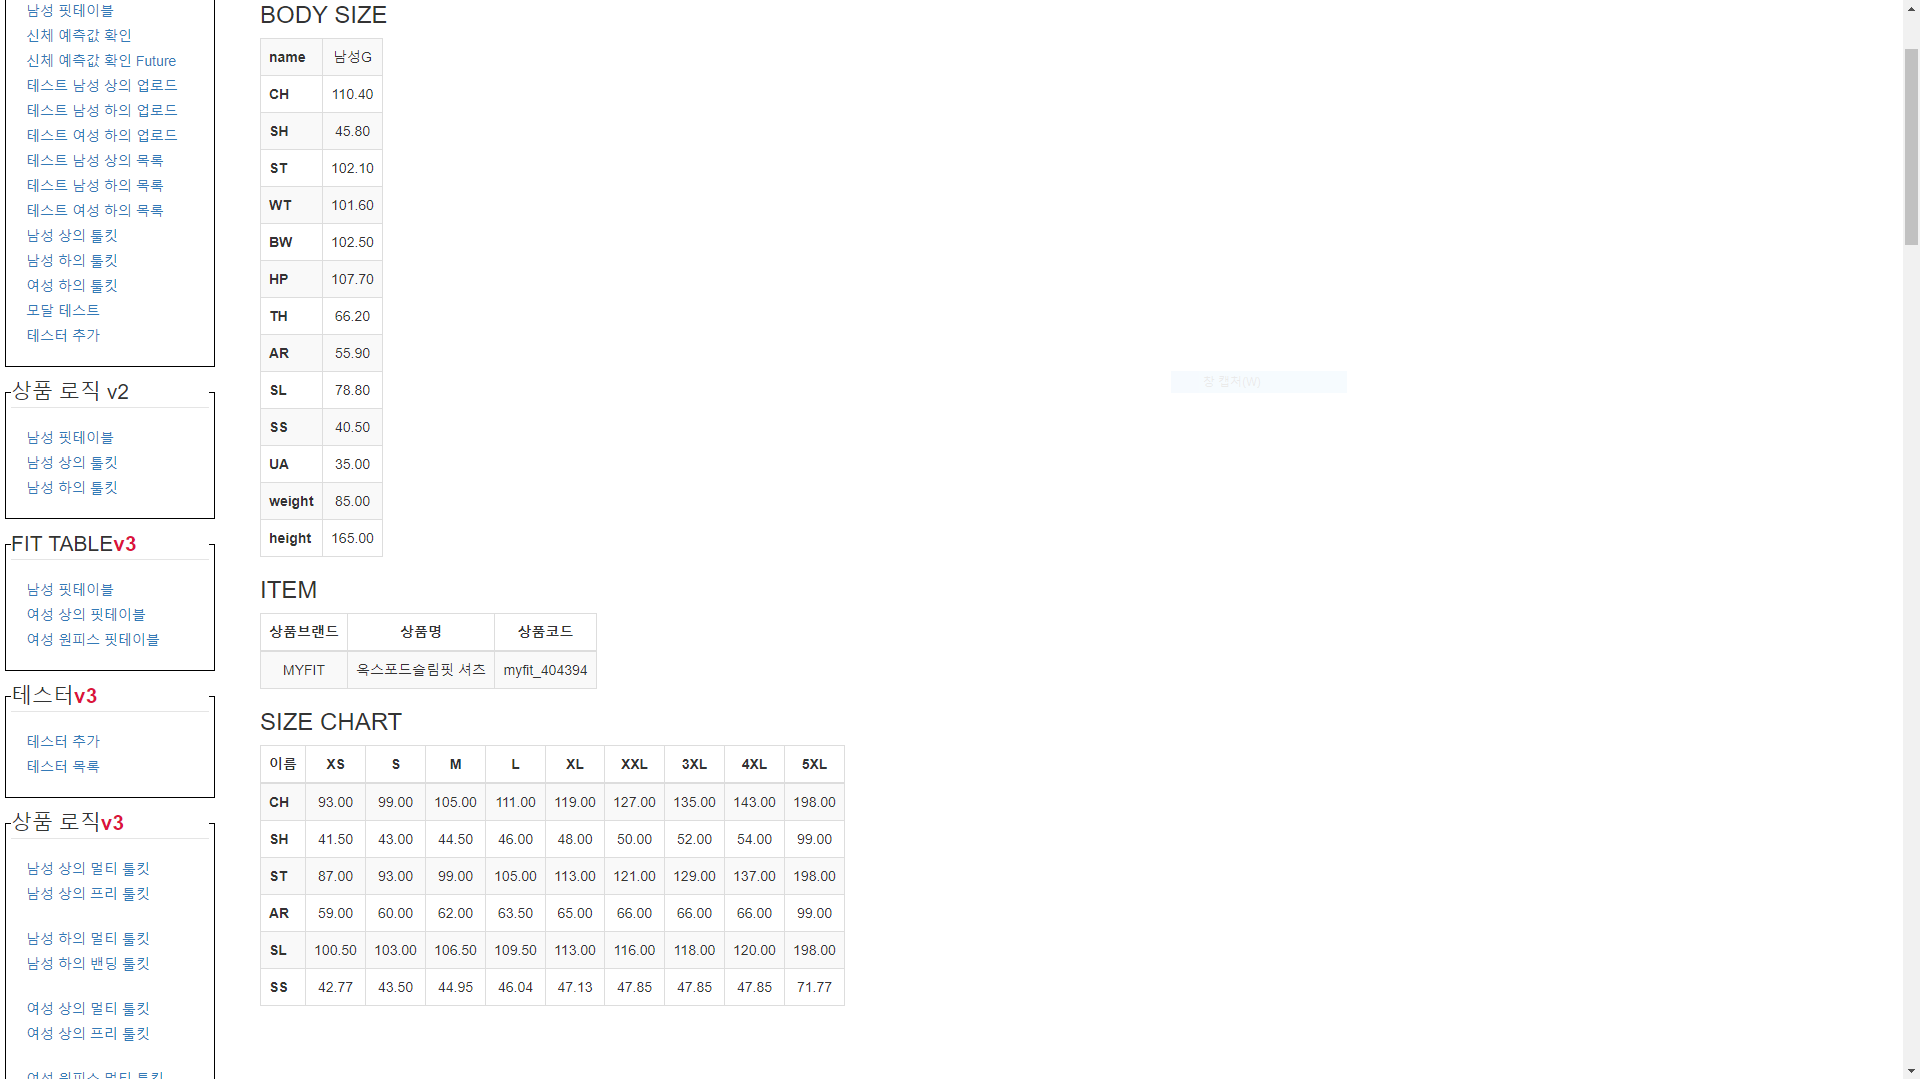 남성 핏테이블
신체 예측값 확인
신체 예측값 확인 Future
테스트 남성 상의 업로드
테스트 남성 하의 업로드
테스트 여성 하의 업로드
테스트 남성 상의 목록
테스트 남성 하의 목록
테스트 여성 하의 목록
남성 상의 툴킷
남성 하의 툴킷
여성 하의 툴킷
모달 테스트
테스터 추가
상품 로직 v2
남성 핏테이블
남성 상의 툴킷
남성 하의 툴킷
FIT TABLEv3
남성 핏테이블
여성 상의 핏테이블
여성 원피스 핏테이블
테스터v3
테스터 추가
테스터 목록
상품 로직v3
남성 상의 멀티 툴킷
남성 상의 프리 툴킷
남성 하의 멀티 툴킷
남성 하의 밴딩 툴킷
여성 상의 멀티 툴킷
여성 상의 프리 툴킷
여성 원피스 멀티 툴킷
BODY SIZE
name 남성G
CH 110.40
SH 45.80
ST 102.10
WT 101.60
BW 102.50
HP 107.70
TH 66.20
AR 55.90
SL 78.80
SS 40.50
UA 35.00
weight 85.00
height 165.00
ITEM
상품브랜드 상품명 상품코드
MYFIT 옥스포드슬림핏 셔츠 myfit_404394
SIZE CHART
이름 XS S M L XL XXL 3XL 4XL 5XL
CH 93.00 99.00 105.00 111.00 119.00 127.00 135.00 143.00 198.00
SH 41.50 43.00 44.50 46.00 48.00 50.00 52.00 54.00 99.00
ST 87.00 93.00 99.00 105.00 113.00 121.00 129.00 137.00 198.00
AR 59.00 60.00 62.00 63.50 65.00 66.00 66.00 66.00 99.00
SL 100.50 103.00 106.50 109.50 113.00 116.00 118.00 120.00 198.00
SS 42.77 43.50 44.95 46.04 47.13 47.85 47.85 47.85 71.77
창 캡처(W)